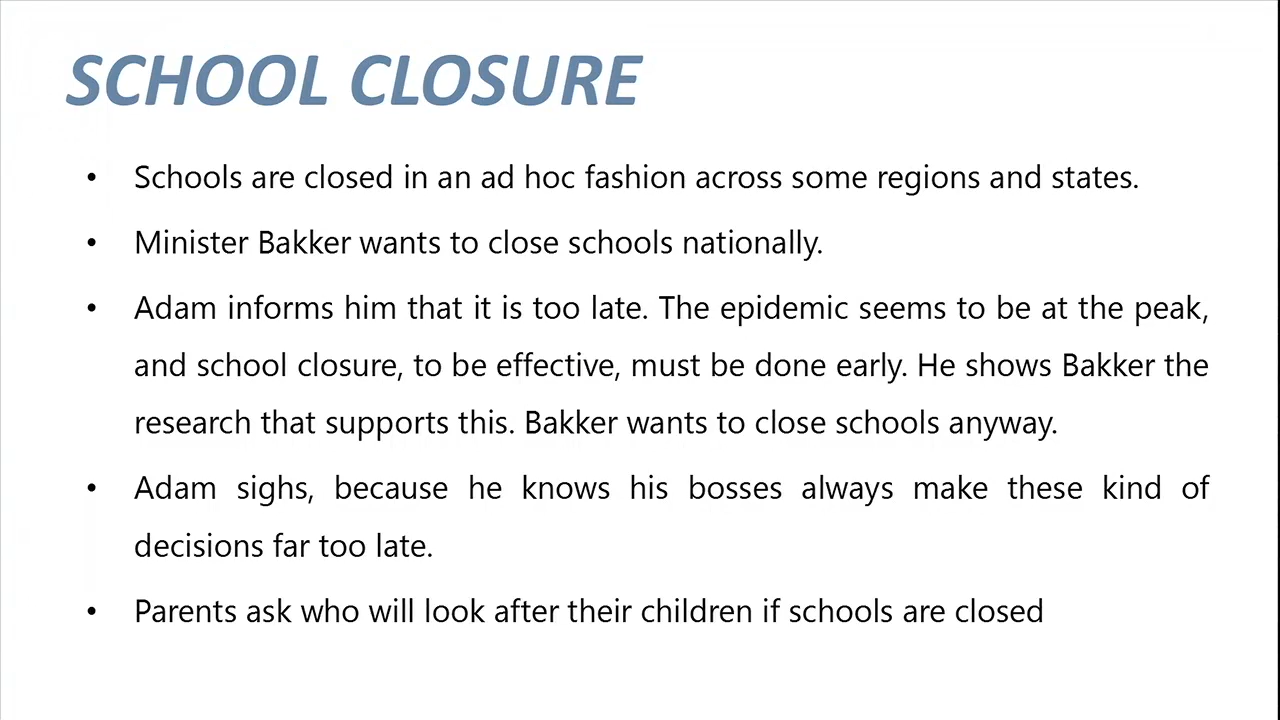 SCHOOL CLOSURE
• Schools are closed in an ad hoc fashion across some regions and states.
• Minister Bakker wants to close schools nationally.
• Adam informs him that it is too late. The epidemic seems to be at the peak,
and school closure, to be effective, must be done early. He shows Bakker the
research that supports this. Bakker wants to close schools anyway.
• Adam sighs, because he knows his bosses always make these kind of
decisions far too late.
• Parents ask who will look after their children if schools are closed